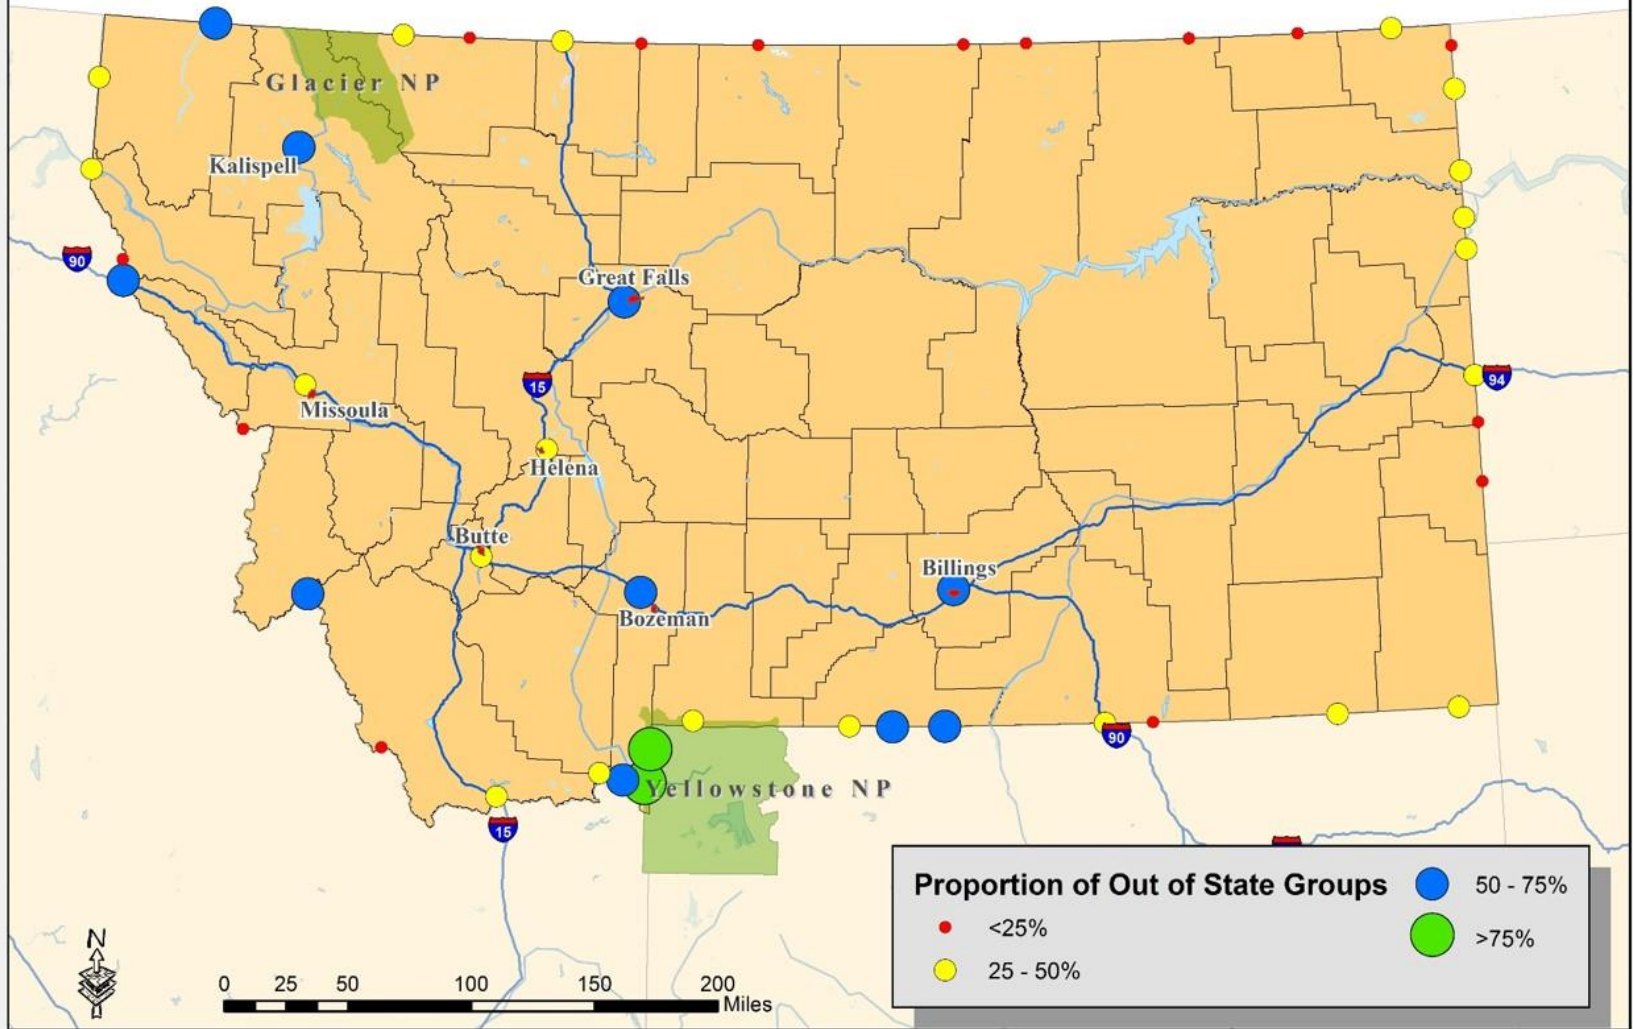 Glacier NP
Kalispell
90
Great Falls
15
94
Missoula
Helena
Butte
Billings
Bozeman
90
Yellowstone NP
15
Proportion of Out of State Groups
<25%
25 - 50%
50 - 75%
>75%
N
0 25 50 100 150 200
Miles